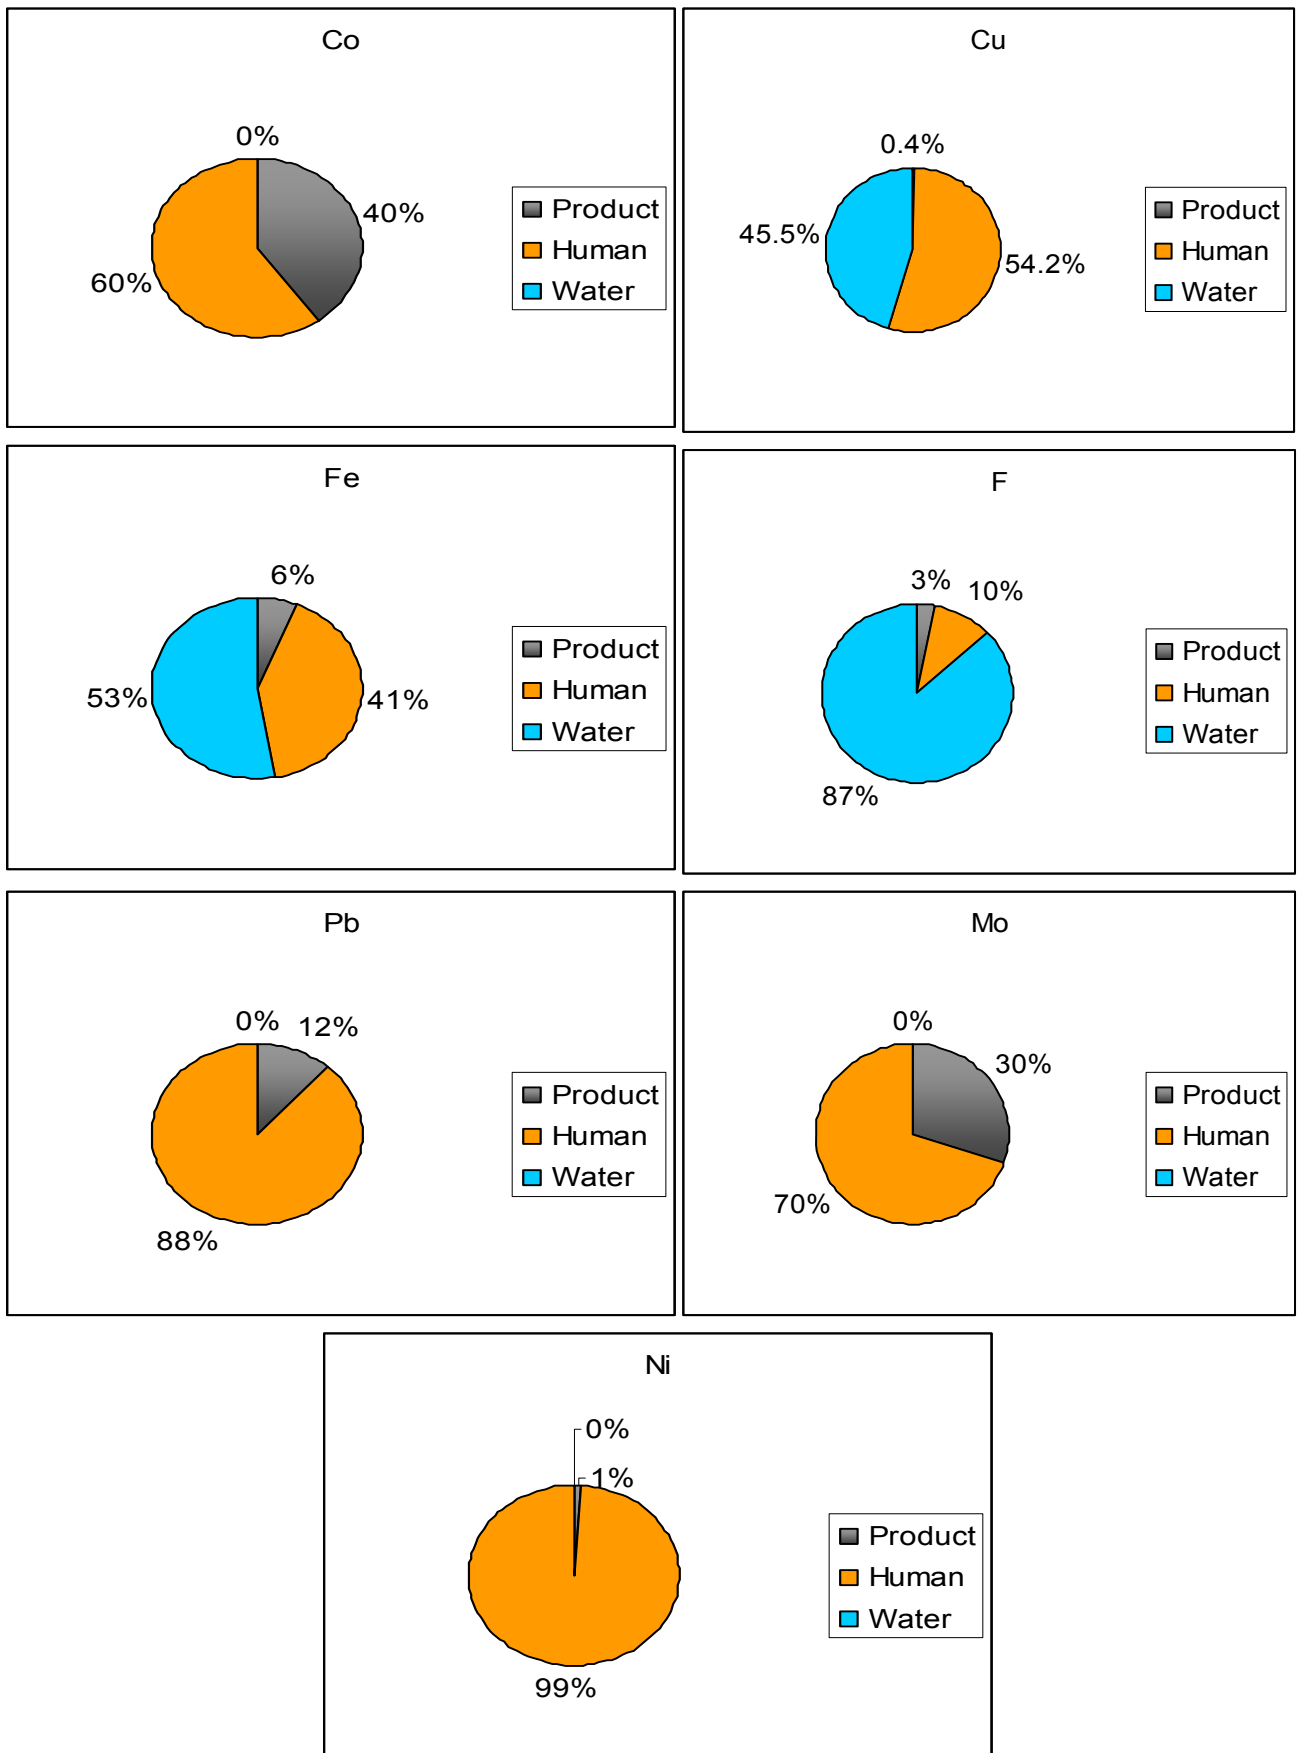 Co
0%
40%
60%
Product
Human
Water
Cu
0.4%
45.5%
54.2%
Product
Human
Water
Fe
6%
53%
41%
Product
Human
Water
F
3%
10%
87%
Product
Human
Water
Pb
0%
12%
88%
Product
Human
Water
Mo
0%
30%
70%
Product
Human
Water
Ni
0%
1%
99%
Product
Human
Water